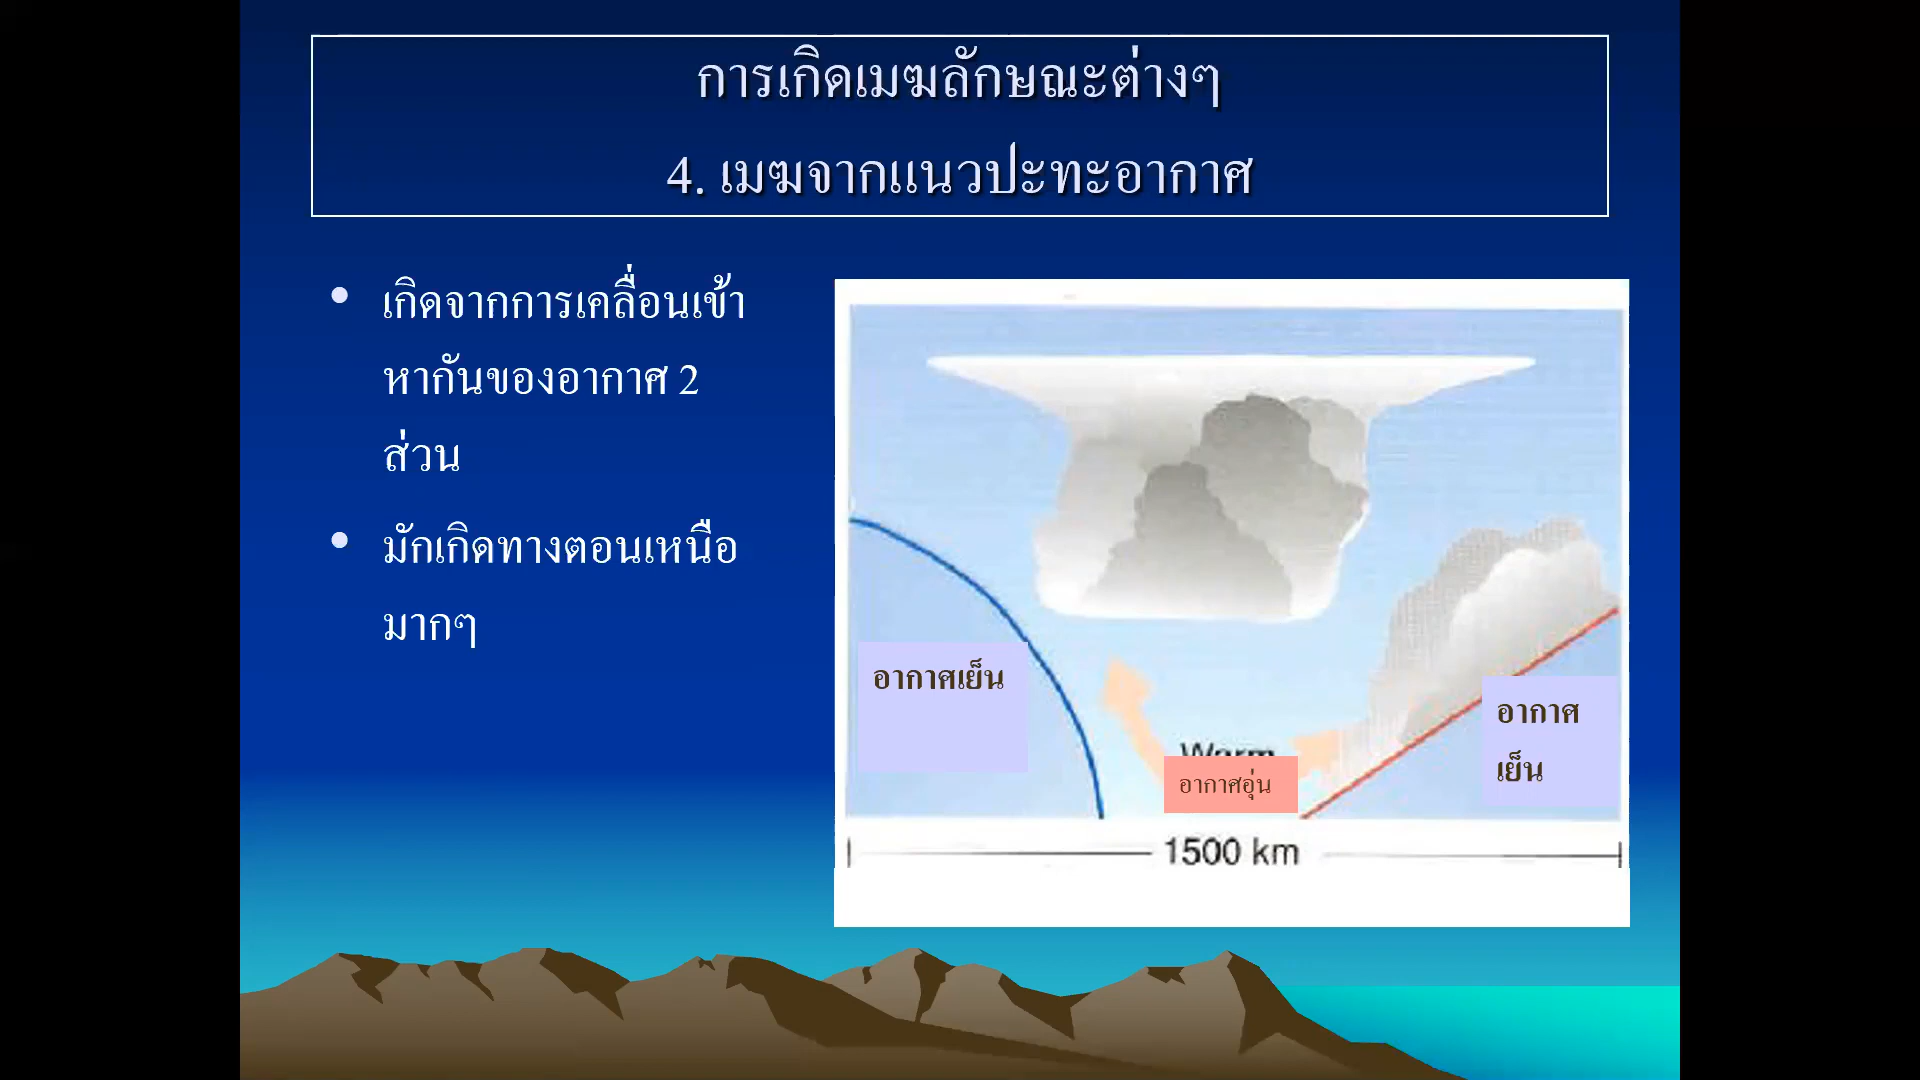 การเกิดเมฆลักษณะต่างๆ
4. เมฆจากแนวปะทะอากาศ
• เกิดจากการเคลื่อนเข้า
หากันของอากาศ 2
ส่วน
• มักเกิดทางตอนเหนือ
มากๆ
อากาศเย็น
อากาศ
เย็น
Warm
อากาศอุ่น
1500 km